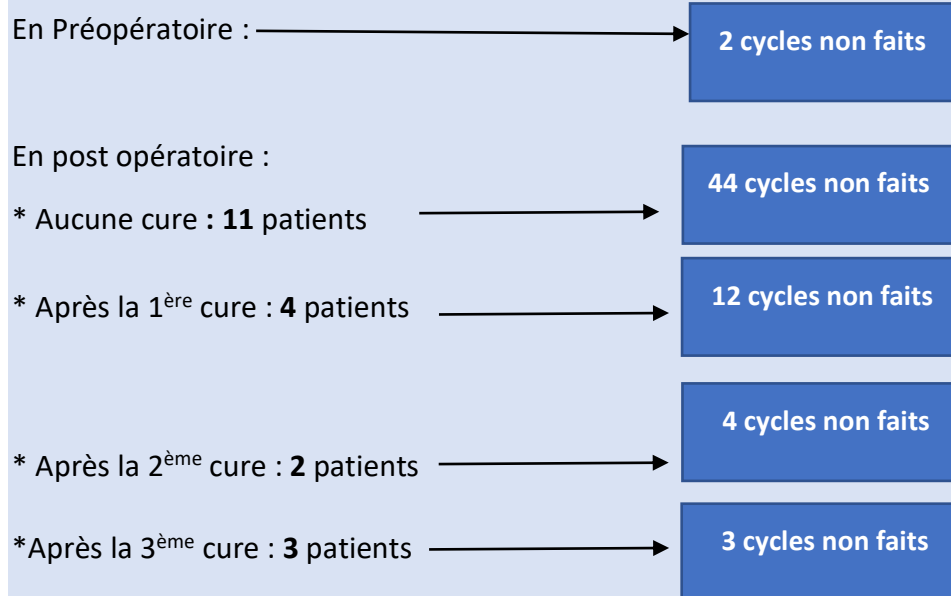 En Préopératoire :
2 cycles non faits
En post opératoire :
44 cycles non faits
* Aucune cure : 11 patients
12 cycles non faits
* Après la 1ère cure : 4 patients
4 cycles non faits
* Après la 2ème cure : 2 patients
*Après la 3ème cure : 3 patients
3 cycles non faits